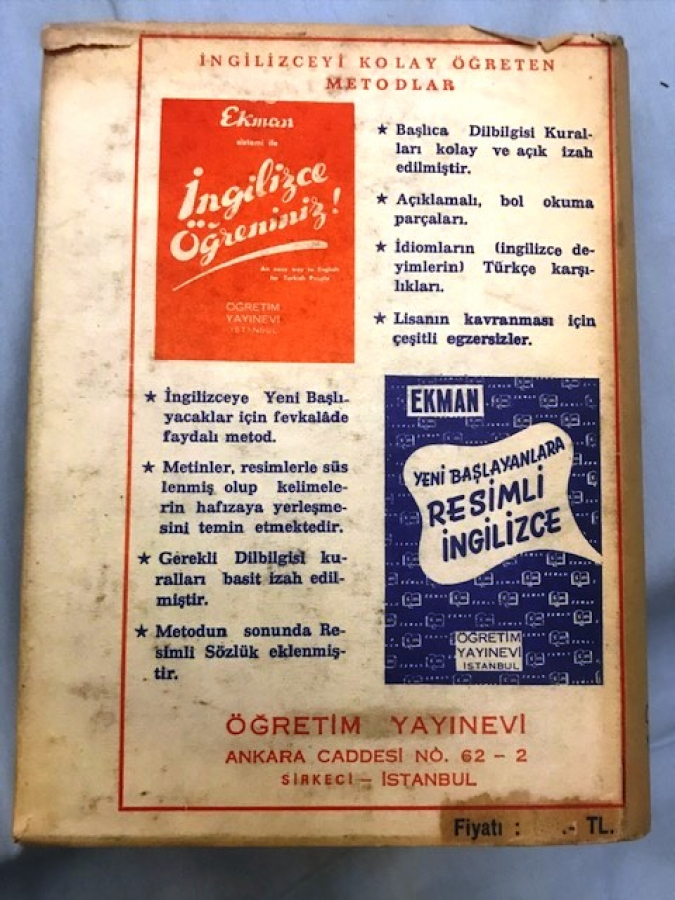 İNGİLİZCEYİ KOLAY ÖĞRETEN
METODLAR
Ekman
sistemi ile
İngilizce
Öğreniniz!
An easy way to English
for Turkish People
ÖĞRETİM
YAYINEVİ
İSTANBUL
★ Başlıca Dilbilgisi Kural-
ları kolay ve açık izah
edilmiştir.
★ Açıklamalı, bol okuma
parçaları.
★ İdiomların (ingilizce de-
yimlerin) Türkçe karşı-
lıkları.
★ Lisanın kavranması için
çeşitli egzersizler.
★ İngilizceye Yeni Başlı-
yacaklar için fevkalâde
faydalı metod.
★ Metinler, resimlerle süs
lenmiş olup kelimele-
rin hafızaya yerleşme-
sini temin etmektedir.
★ Gerekli Dilbilgisi ku-
ralları basit izah edil-
miştir.
★ Metodun sonunda Re-
simli Sözlük eklenmiş-
tir.
EKMAN
YENİ BAŞLAYANLARA
RESİMLİ
İNGİLİZCE
ÖĞRETİM
YAYINEVİ
İSTANBUL
ÖĞRETİM YAYINEVİ
ANKARA CADDESİ NO. 62 - 2
SİRKECİ - İSTANBUL
Fiyatı : .- TL.